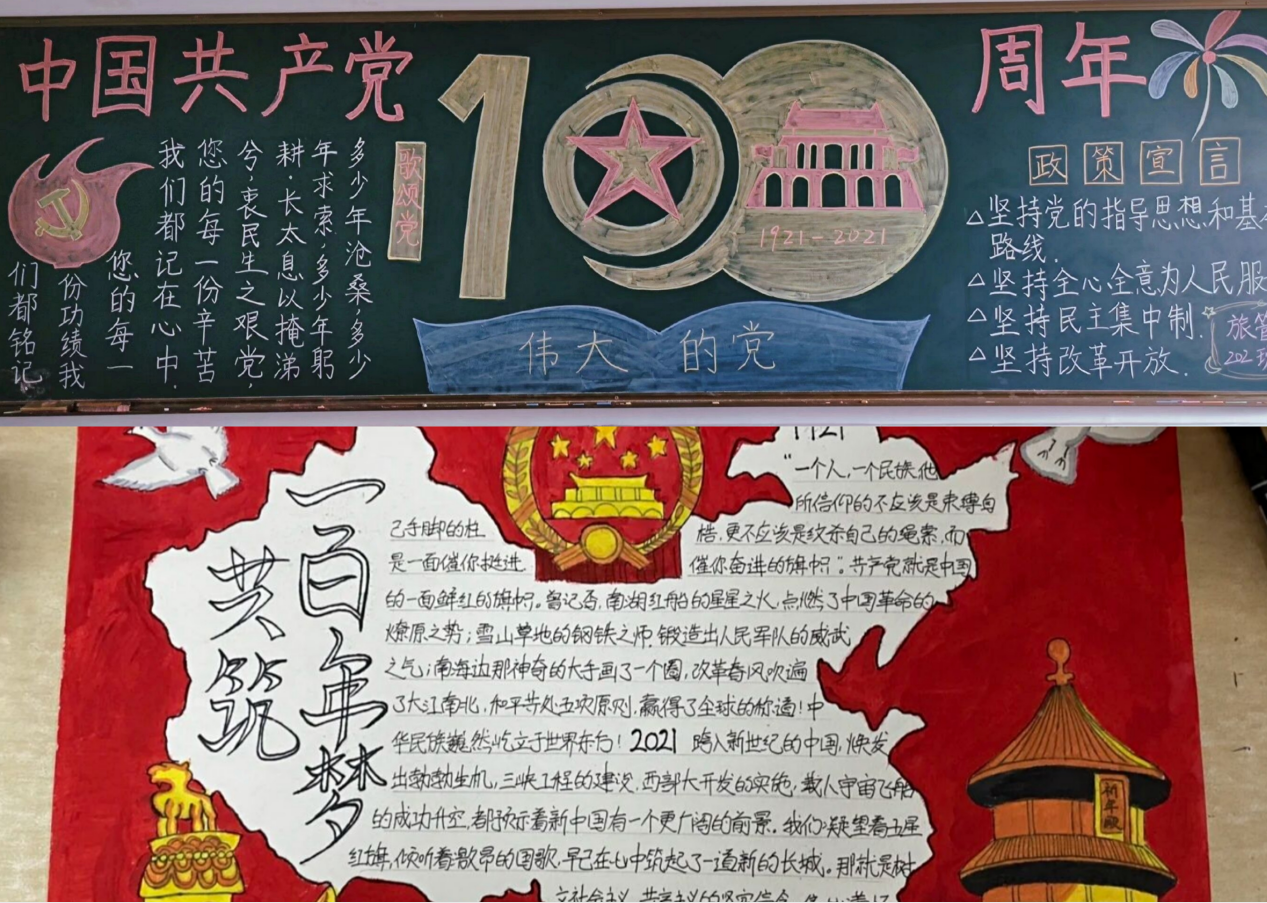 中国共产党
100
周年
歌颂党
多少年沧桑,多少
年求索,多少年躬
耕·长太息以掩涕
兮,衷民生之艰党,
您的每一份辛苦
我们都记在心中,
您的每一
份功绩我
们都铭记
1921-2021
伟大的党
政策宣言
△坚持党的指导思想和基
路线.
△坚持全心全意为人民服
△坚持民主集中制.
△坚持改革开放.
旅管
202
一百年梦
共筑
1921
“一个人,一个民族,他
所信仰的不应该是束缚自
己手脚的桎梏,更不应该是绞杀自己的绳索,而
是一面催你挺进催你奋进的旗帜”。共产党就是中国
的一面鲜红的旗帜。曾记否,南湖红船的星星之火,点燃了中国革命的
燎原之势;雪山草地的钢铁之师,锻造出人民军队的威武
之气;南海边那神奇的大手画了一个圈,改革春风吹遍
了大江南北,和平共处五项原则,赢得了全球的称道!中
华民族巍然屹立于世界东方!2021 跨入新世纪的中国,焕发
出勃勃生机,三峡工程的建设,西部大开发的实施,载人宇宙飞船
的成功升空,都预示着新中国有一个更广阔的前景。我们凝望着五星
红旗,倾听着激昂的国歌,早已在心中筑起了一道新的长城。那就是树
祈年殿